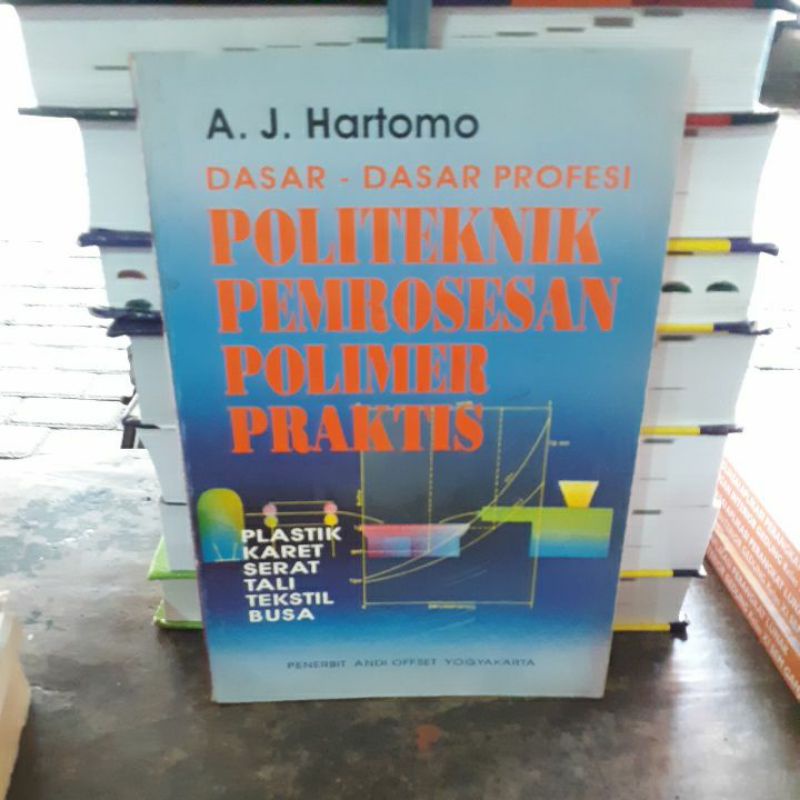 A. J. Hartomo
DASAR - DASAR PROFESI
POLITEKNIK
PEMROSESAN
POLIMER
PRAKTIS
PLASTIK
KARET
SERAT
TALI
TEKSTIL
BUSA
PENERBIT ANDI OFFSET YOGYAKARTA